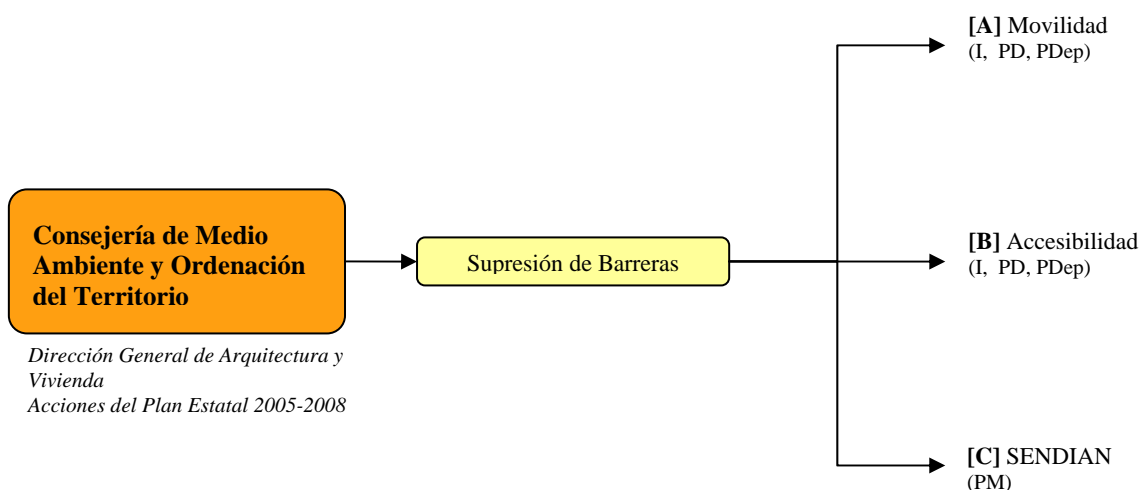 [A] Movilidad
(I, PD, PDep)
Consejería de Medio
Ambiente y Ordenación
del Territorio
Supresión de Barreras
[B] Accesibilidad
(I, PD, PDep)
Dirección General de Arquitectura y
Vivienda
Acciones del Plan Estatal 2005-2008
[C] SENDIAN
(PM)